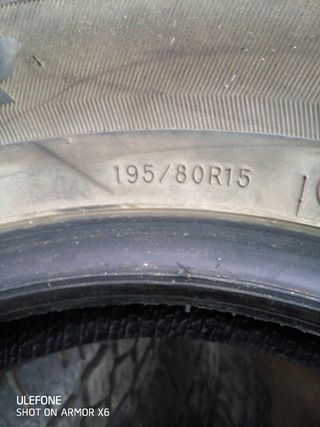 195/80R15
ULEFONE
SHOT ON ARMOR X6